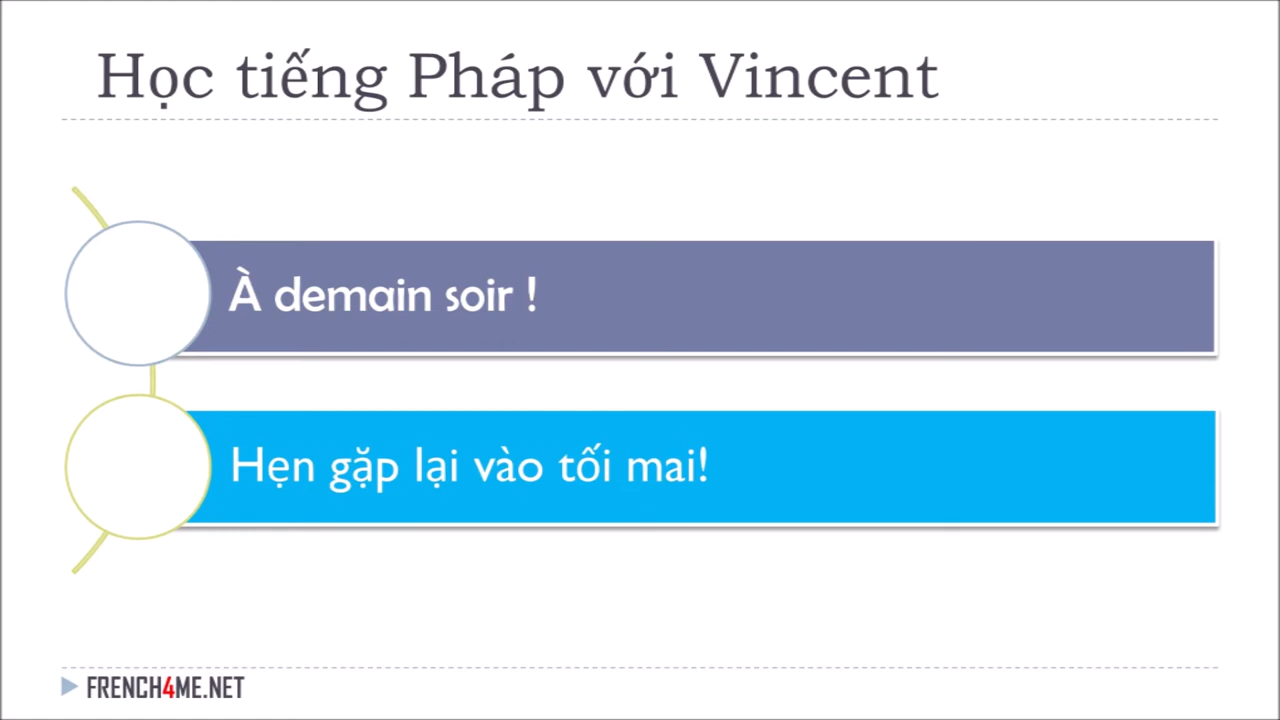 Học tiếng Pháp với Vincent
À demain soir !
Hẹn gặp lại vào tối mai!
FRENCH4ME.NET